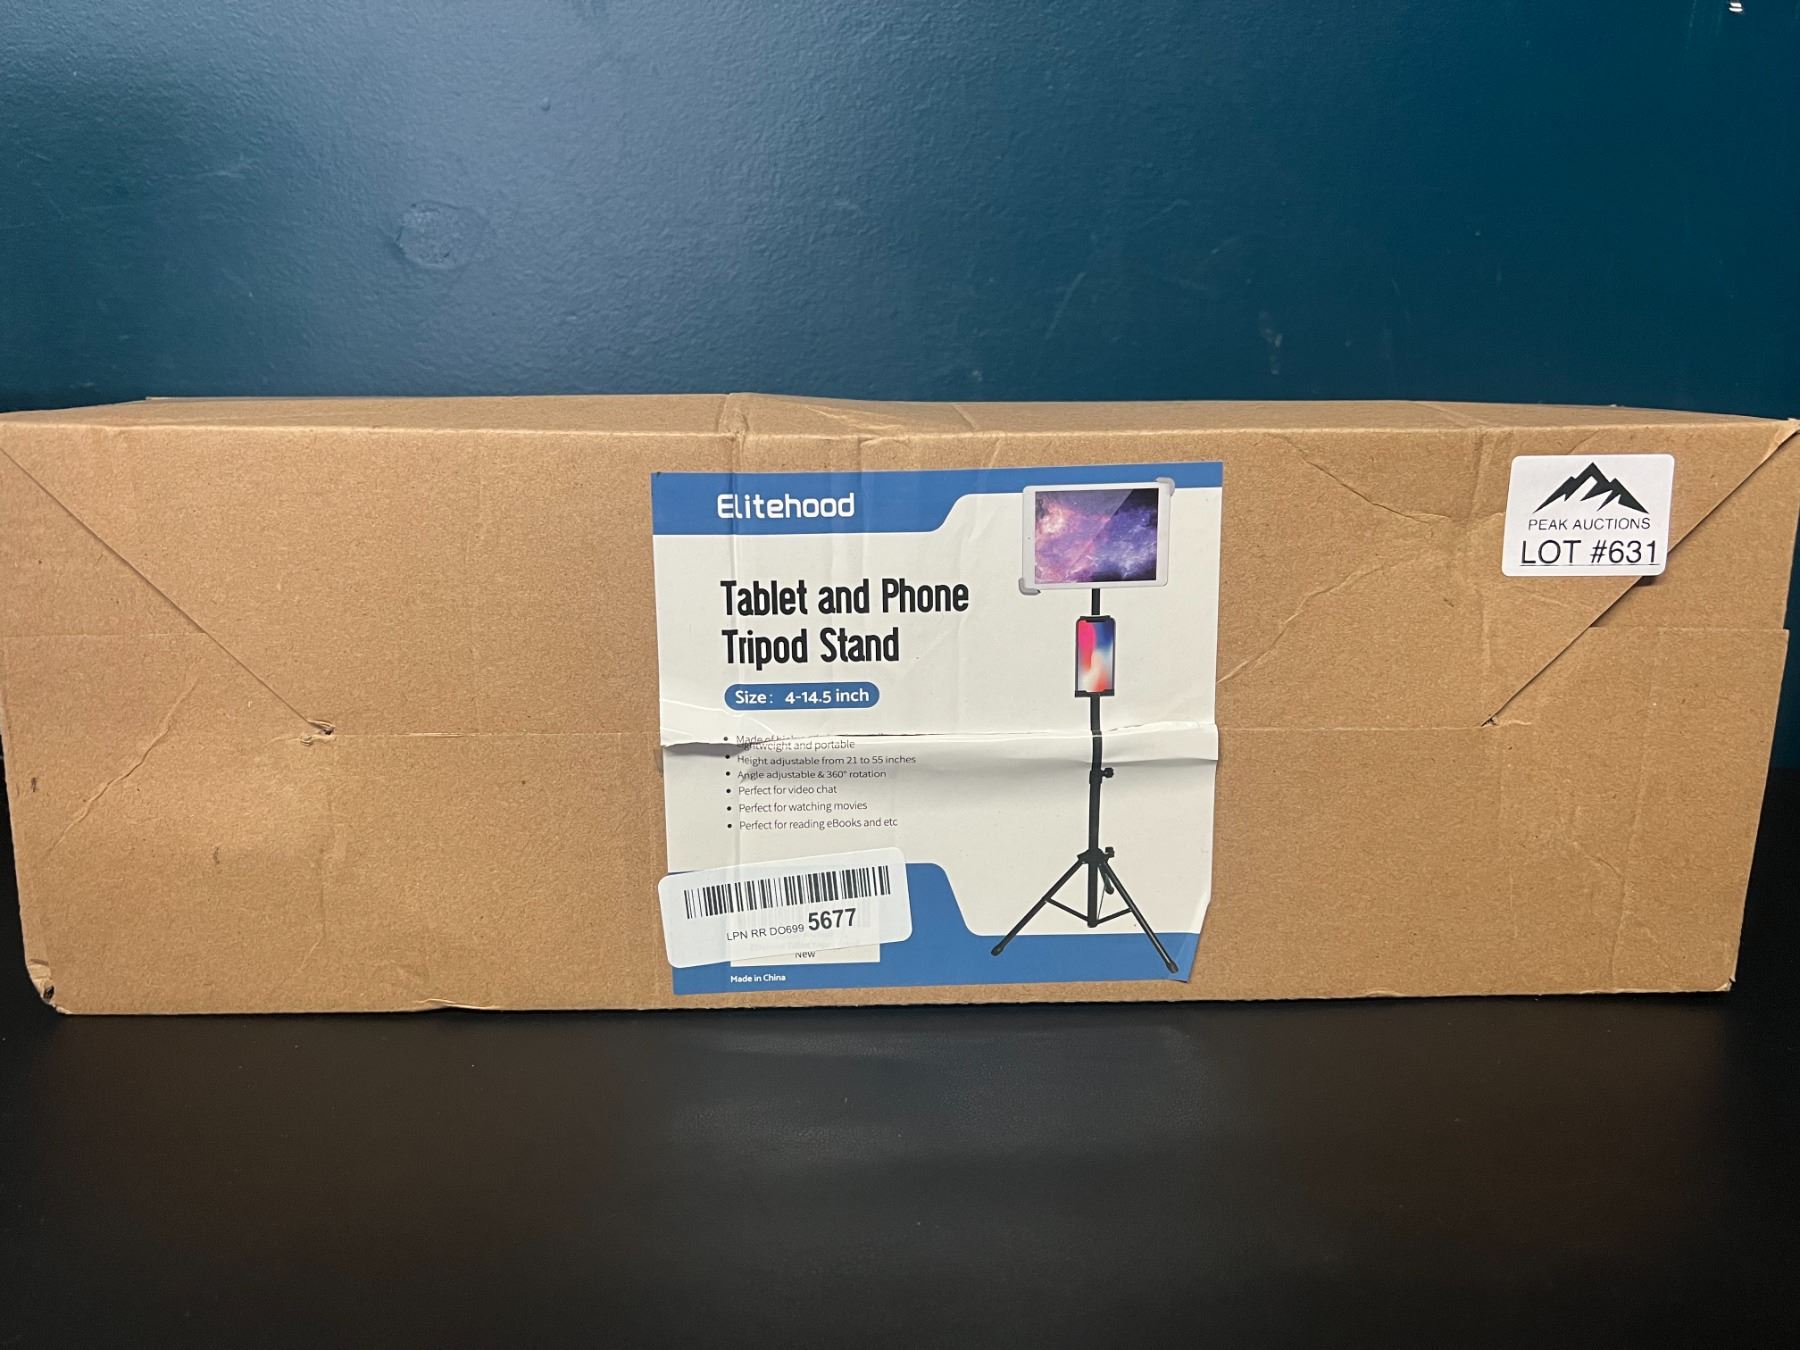 Elitehood
Tablet and Phone
Tripod Stand
Size: 4-14.5 inch
Made of
Lightweight and portable
Height adjustable from 21 to 55 inches
Angle adjustable & 360° rotation
Perfect for video chat
Perfect for watching movies
Perfect for reading eBooks and etc
LPN RR DO699 5677
New
Made in China
PEAK AUCTIONS
LOT #631